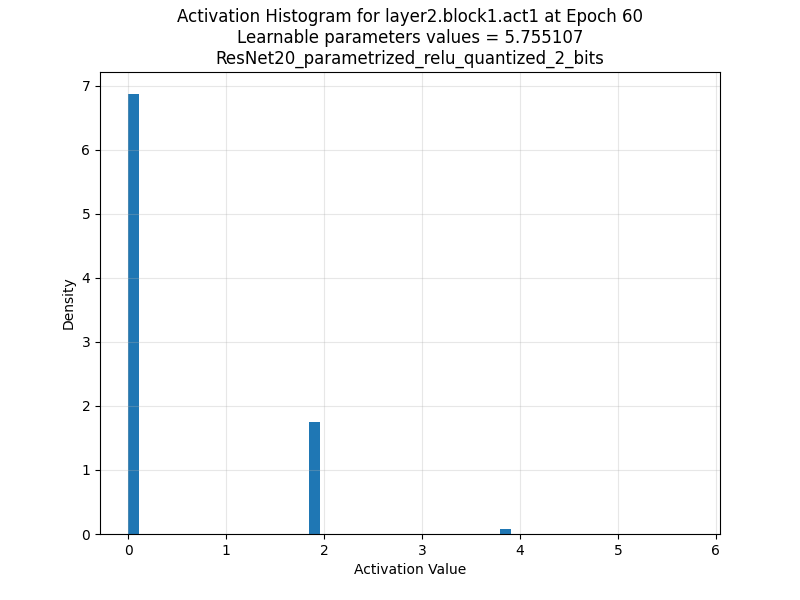 Activation Histogram for layer2.block1.act1 at Epoch 60
Learnable parameters values = 5.755107
ResNet20_parametrized_relu_quantized_2_bits
7
6
5
4
3
2
1
0
Density
0 1 2 3 4 5 6
Activation Value